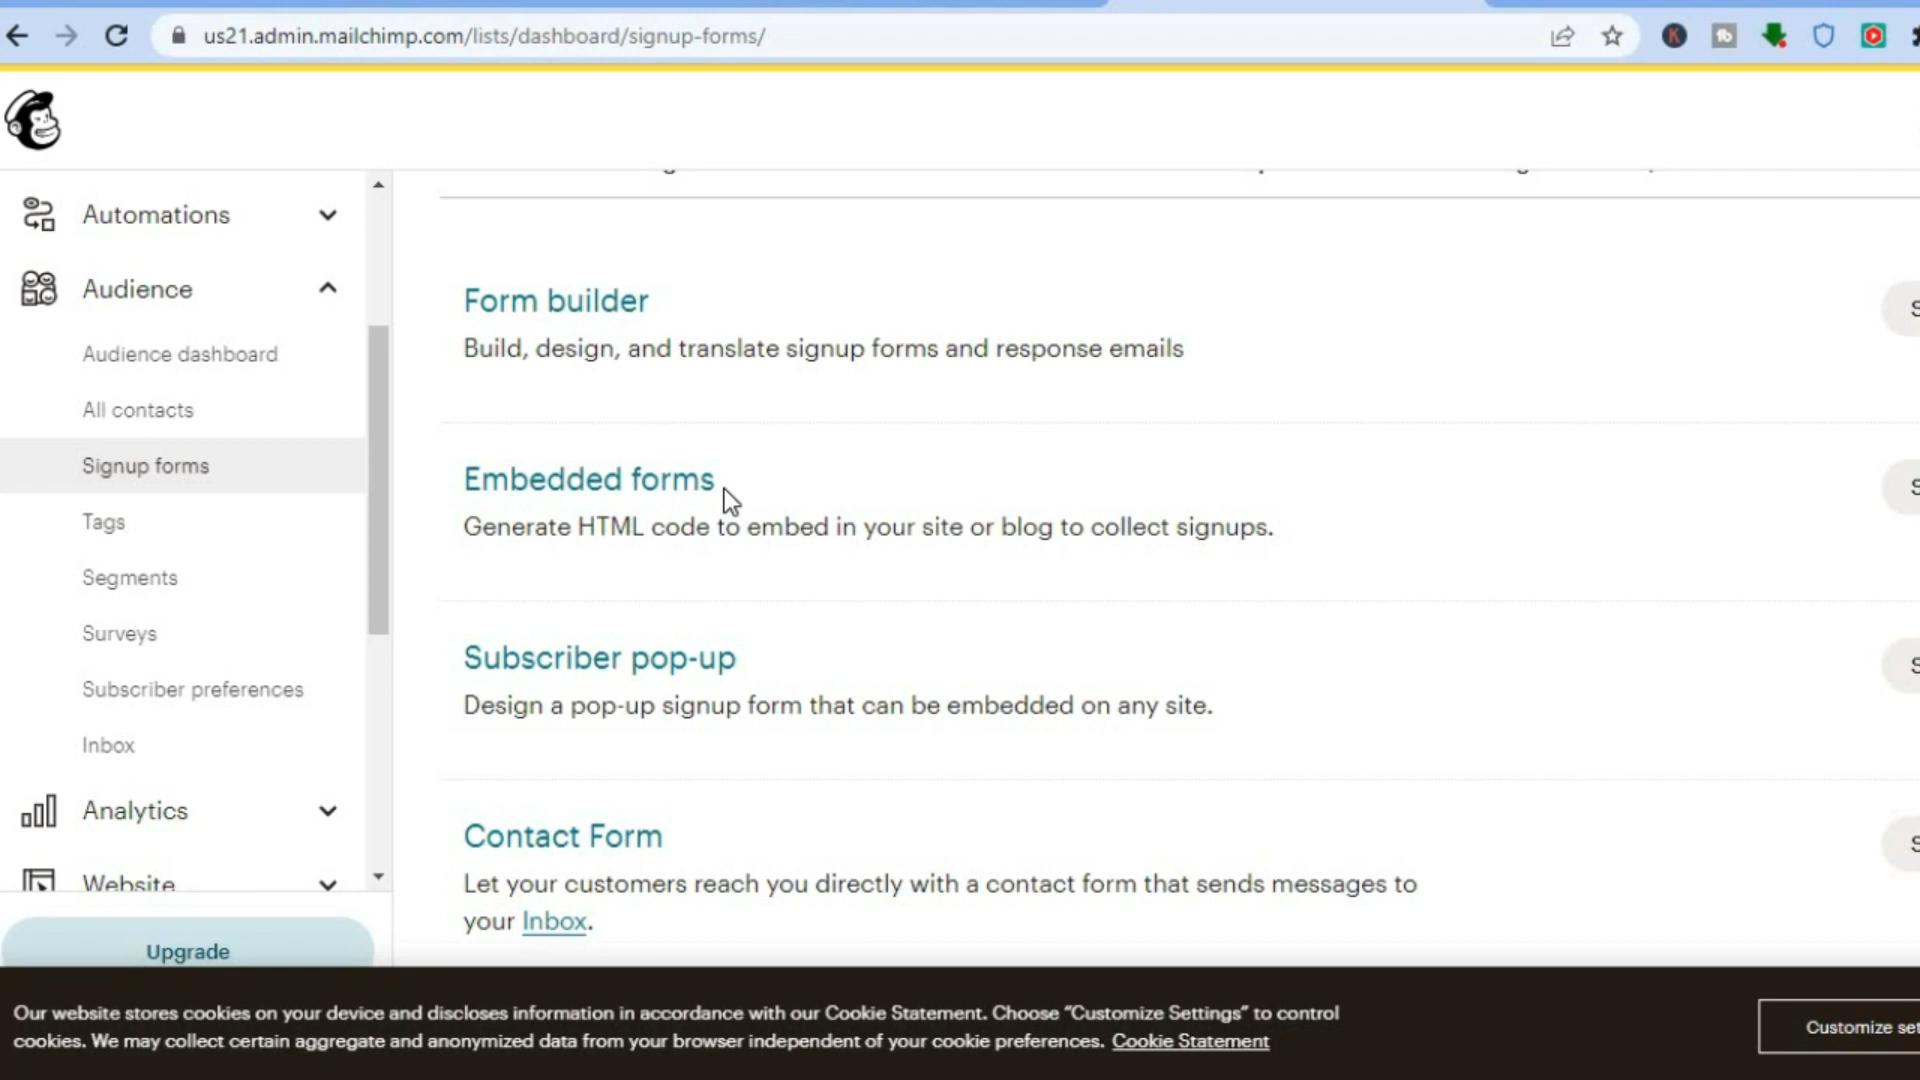 us21.admin.mailchimp.com/lists/dashboard/signup-forms/
Automations
Audience
Audience dashboard
All contacts
Signup forms
Tags
Segments
Surveys
Subscriber preferences
Inbox
Analytics
Website
Upgrade
Form builder
Build, design, and translate signup forms and response emails
Embedded forms
Generate HTML code to embed in your site or blog to collect signups.
Subscriber pop-up
Design a pop-up signup form that can be embedded on any site.
Contact Form
Let your customers reach you directly with a contact form that sends messages to
your Inbox.
Our website stores cookies on your device and discloses information in accordance with our Cookie Statement. Choose “Customize Settings” to control
cookies. We may collect certain aggregate and anonymized data from your browser independent of your cookie preferences. Cookie Statement
Customize set